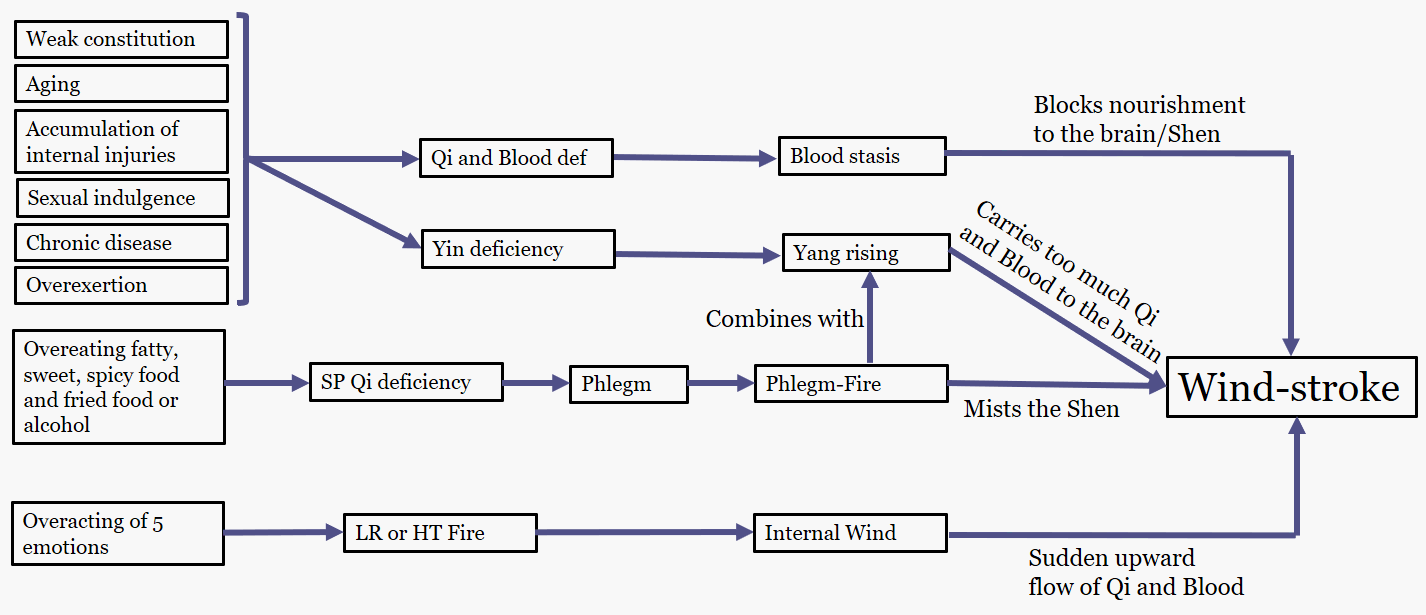 Weak constitution
Aging
Accumulation of
internal injuries
Sexual indulgence
Chronic disease
Overexertion
Qi and Blood def
Blood stasis
Blocks nourishment
to the brain/Shen
Yin deficiency
Yang rising
Carries too much Qi
and Blood to the brain
Combines with
Overeating fatty,
sweet, spicy food
and fried food or
alcohol
SP Qi deficiency
Phlegm
Phlegm-Fire
Mists the Shen
Wind-stroke
Overacting of 5
emotions
LR or HT Fire
Internal Wind
Sudden upward
flow of Qi and Blood